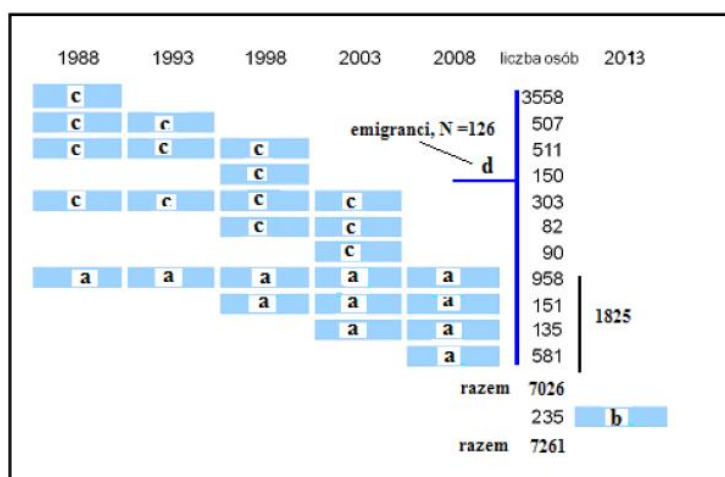 1988 1993 1998 2003 2008 liczba osób 2013
c 3558
c c 507
emigranci, N =126
c c c 511
d
c 150
c c c c 303
c c 82
c 90
a a a a a 958
a a a 151
1825
a a 135
a 581
razem 7026
235 b
razem 7261